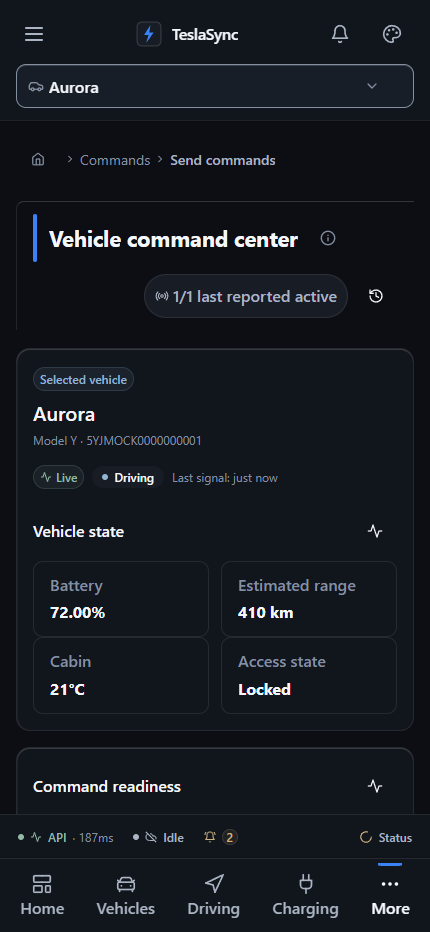 TeslaSync
Aurora
Commands Send commands
Vehicle command center
1/1 last reported active
Selected vehicle
Aurora
Model Y · 5YJMOCK0000000001
Live Driving Last signal: just now
Vehicle state
Battery Estimated range
72.00% 410 km
Cabin Access state
21°C Locked
Command readiness
API · 187ms Idle 2 Status
Home Vehicles Driving Charging More